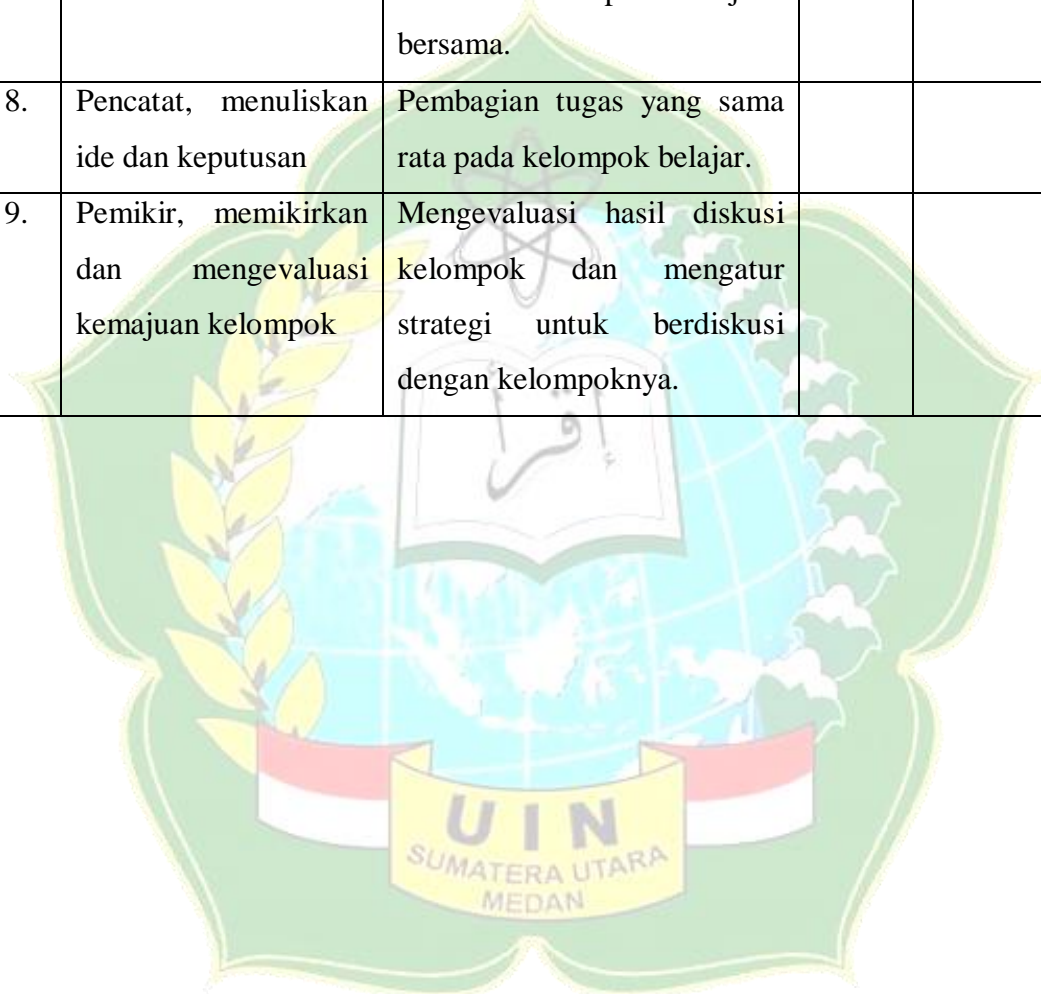 bersama.
8. Pencatat, menuliskan Pembagian tugas yang sama
ide dan keputusan rata pada kelompok belajar.
9. Pemikir, memikirkan Mengevaluasi hasil diskusi
dan mengevaluasi kelompok dan mengatur
kemajuan kelompok strategi untuk berdiskusi
dengan kelompoknya.
إقرأ
UIN
SUMATERA UTARA
MEDAN